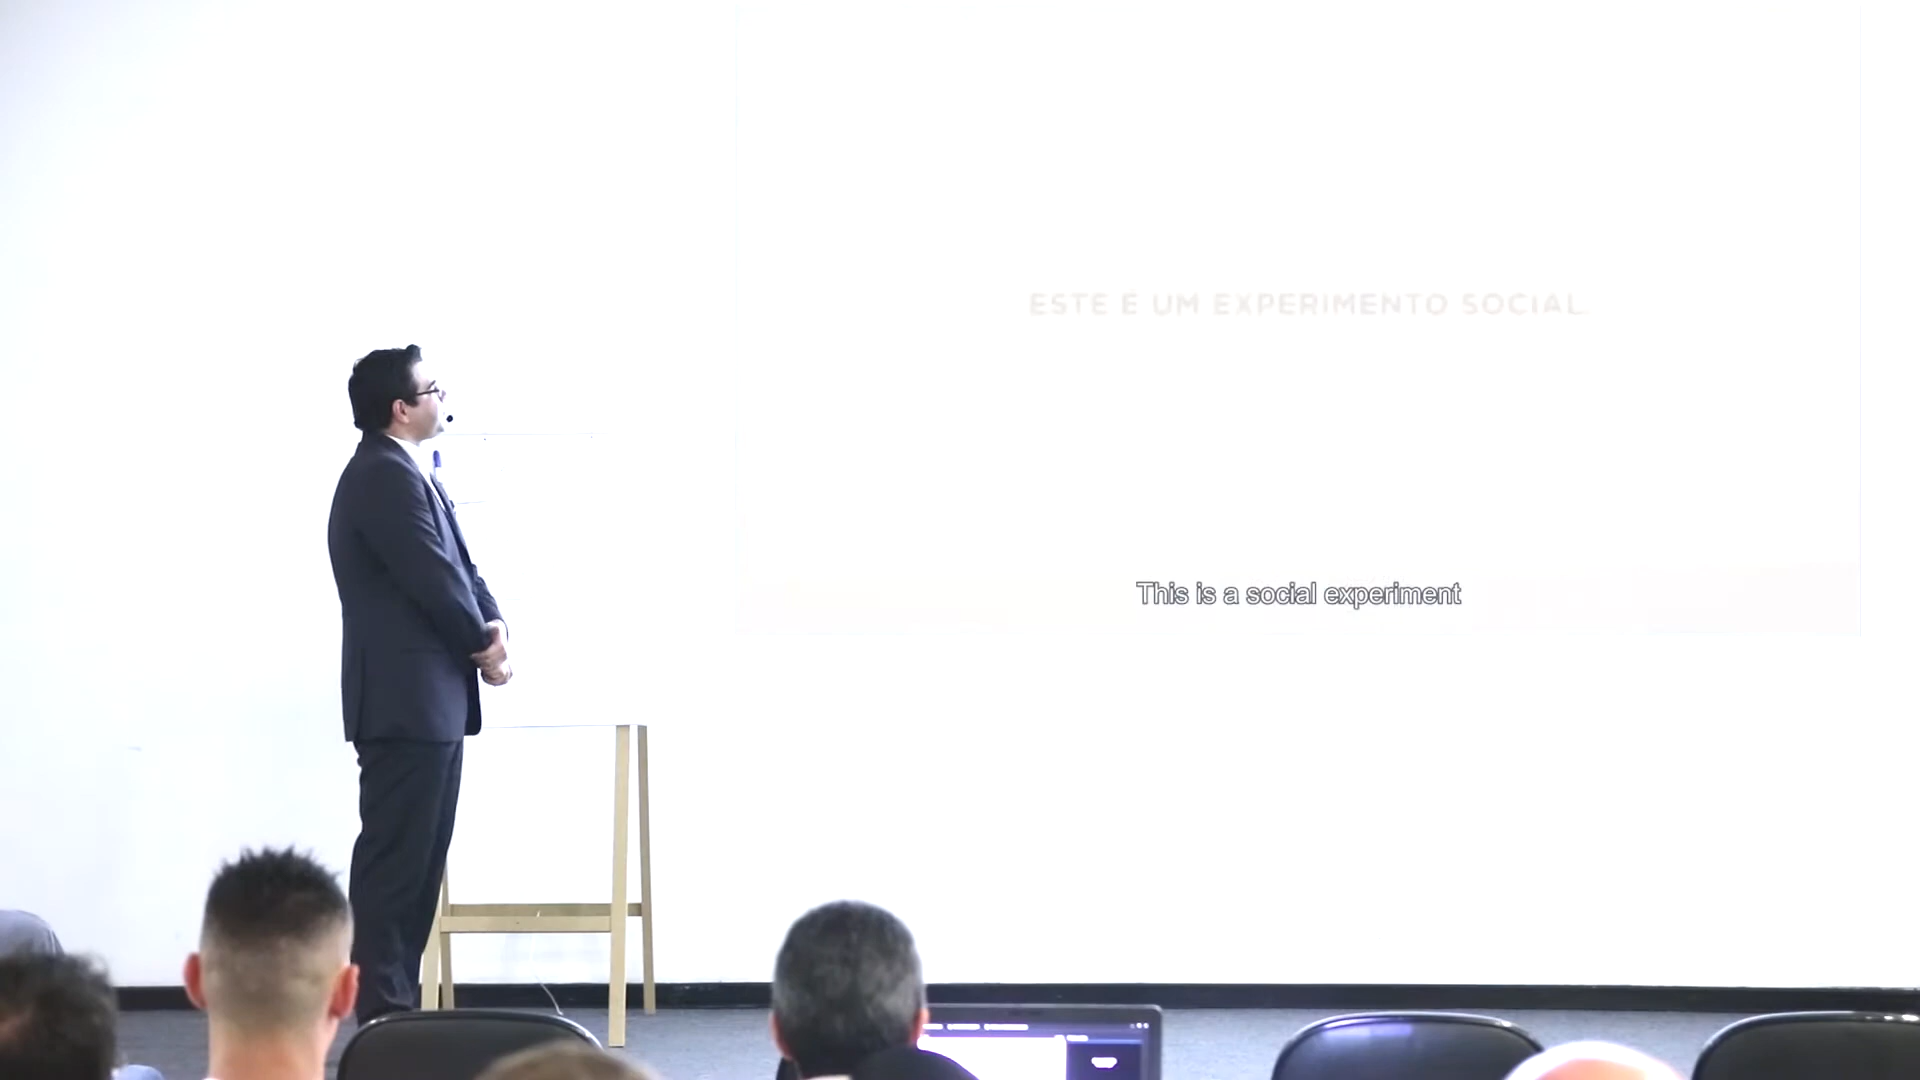 ESTE É UM EXPERIMENTO SOCIAL.
This is a social experiment